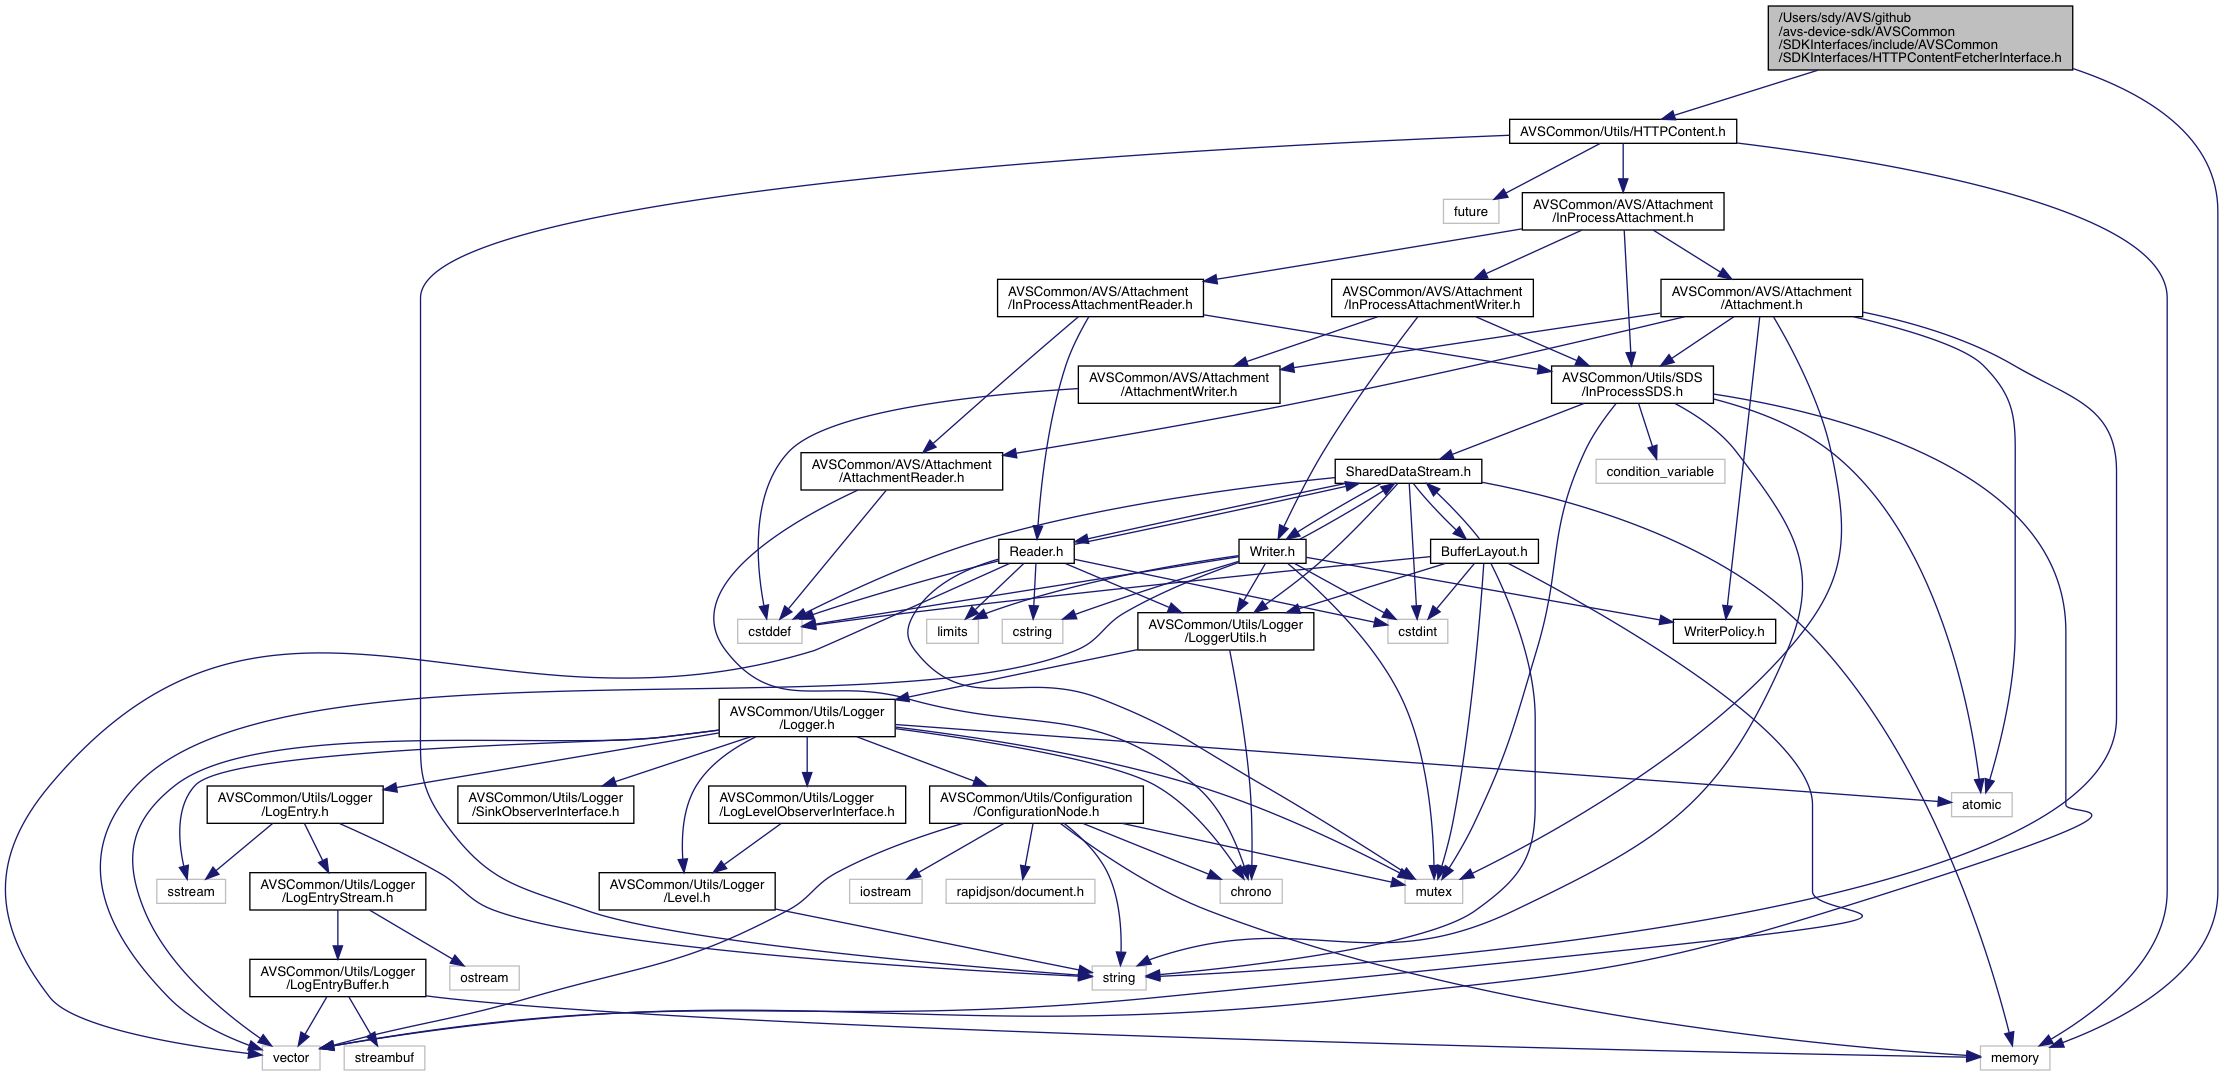 /Users/sdy/AVS/github
/avs-device-sdk/AVSCommon
/SDKInterfaces/include/AVSCommon
/SDKInterfaces/HTTPContentFetcherInterface.h
AVSCommon/Utils/HTTPContent.h
future
AVSCommon/AVS/Attachment
/InProcessAttachment.h
AVSCommon/AVS/Attachment
/InProcessAttachmentReader.h
AVSCommon/AVS/Attachment
/InProcessAttachmentWriter.h
AVSCommon/AVS/Attachment
/Attachment.h
AVSCommon/AVS/Attachment
/AttachmentWriter.h
AVSCommon/Utils/SDS
/InProcessSDS.h
AVSCommon/AVS/Attachment
/AttachmentReader.h
SharedDataStream.h
condition_variable
Reader.h
Writer.h
BufferLayout.h
cstddef
limits
cstring
AVSCommon/Utils/Logger
/LoggerUtils.h
cstdint
WriterPolicy.h
AVSCommon/Utils/Logger
/Logger.h
AVSCommon/Utils/Logger
/LogEntry.h
AVSCommon/Utils/Logger
/SinkObserverInterface.h
AVSCommon/Utils/Logger
/LogLevelObserverInterface.h
AVSCommon/Utils/Configuration
/ConfigurationNode.h
atomic
sstream
AVSCommon/Utils/Logger
/LogEntryStream.h
AVSCommon/Utils/Logger
/Level.h
iostream
rapidjson/document.h
chrono
mutex
AVSCommon/Utils/Logger
/LogEntryBuffer.h
ostream
string
vector
streambuf
memory